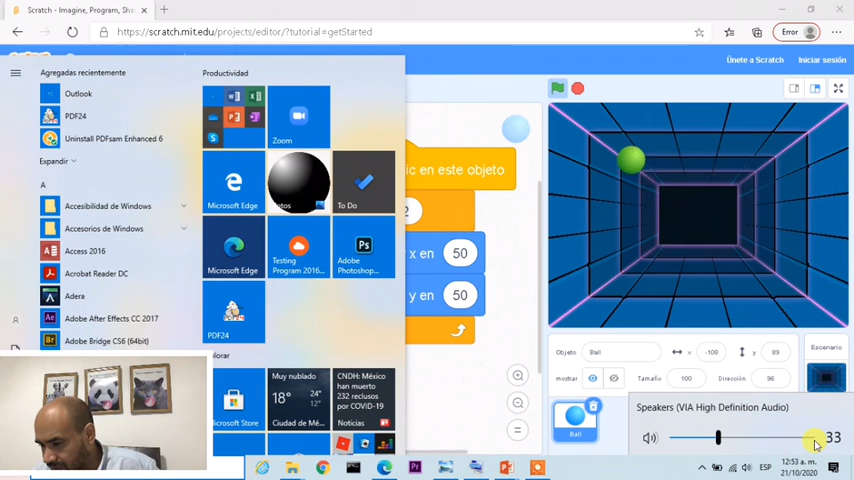 Scratch - Imagine, Program, Sh
https://scratch.mit.edu/projects/editor/?tutorial=getStarted
Error
Únete a Scratch
Iniciar sesión
Agregadas recientemente
Outlook
PDF24
Uninstall PDFsam Enhanced 6
Expandir
A
Accesibilidad de Windows
Accesorios de Windows
Access 2016
Acrobat Reader DC
Adera
Adobe After Effects CC 2017
Adobe Bridge CS6 (64bit)
Productividad
Zoom
Microsoft Edge
To Do
Microsoft Edge
Testing
Program 2016...
Adobe
Photoshop...
PDF24
Microsoft Store
Muy nublado
18°
24°
12°
Ciudad de Mé
CNDH: México
han muerto
232 reclusos
por COVID-19
Noticias
ic en este objeto
2
x en 50
y en 50
Objeto
Ball
x
-108
y
89
mostrar
Tamaño
100
Dirección
96
Escenario
Ball
Speakers (VIA High Definition Audio)
33
ESP
12:53 a. m.
21/10/2020